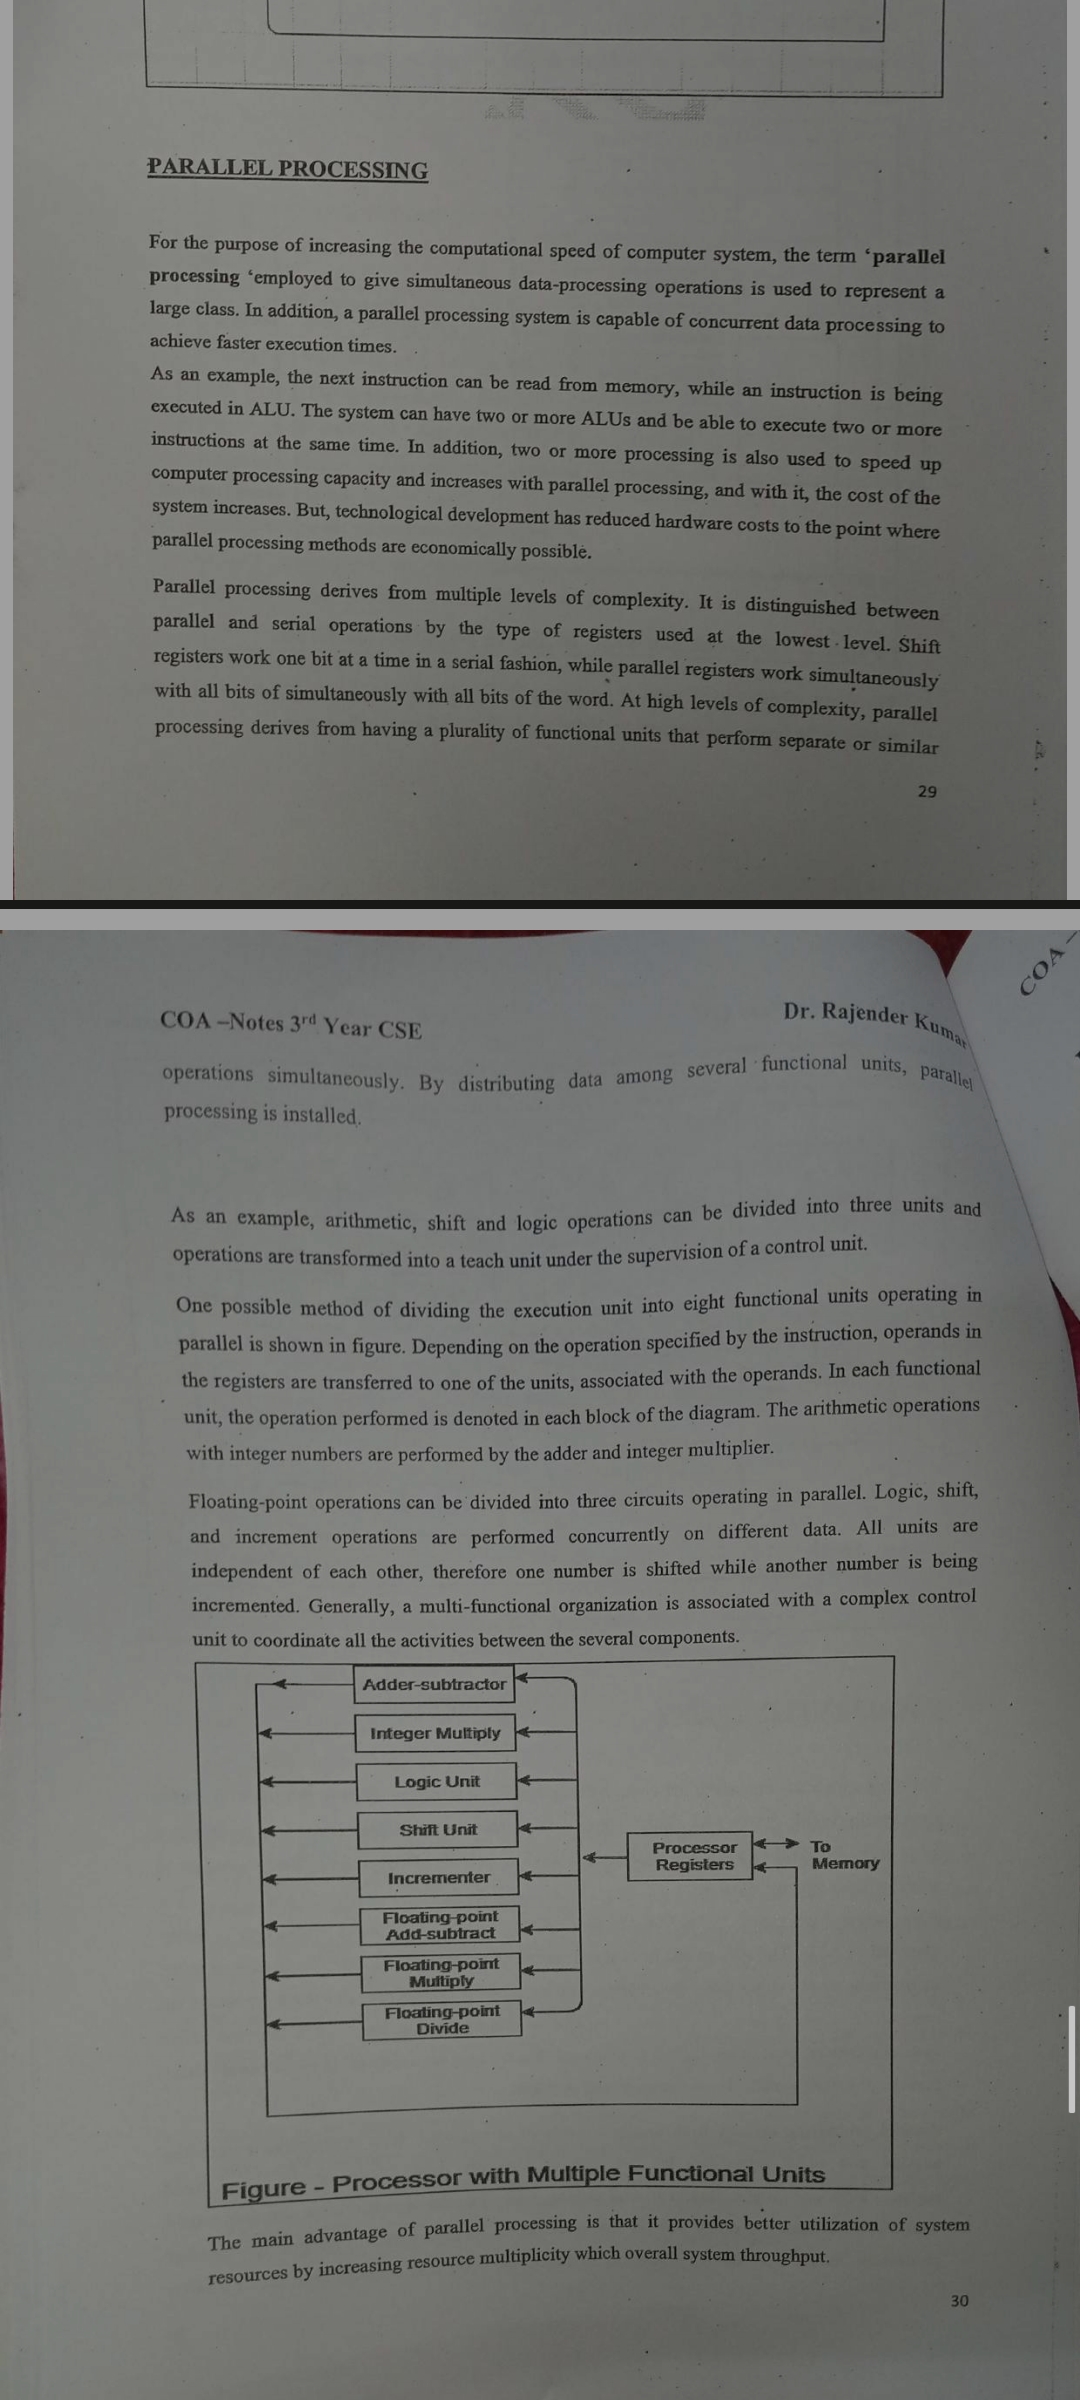 PARALLEL PROCESSING
For the purpose of increasing the computational speed of computer system, the term ‘parallel
processing ‘employed to give simultaneous data-processing operations is used to represent a
large class. In addition, a parallel processing system is capable of concurrent data processing to
achieve faster execution times.
As an example, the next instruction can be read from memory, while an instruction is being
executed in ALU. The system can have two or more ALUs and be able to execute two or more
instructions at the same time. In addition, two or more processing is also used to speed up
computer processing capacity and increases with parallel processing, and with it, the cost of the
system increases. But, technological development has reduced hardware costs to the point where
parallel processing methods are economically possible.
Parallel processing derives from multiple levels of complexity. It is distinguished between
parallel and serial operations by the type of registers used at the lowest level. Shift
registers work one bit at a time in a serial fashion, while parallel registers work simultaneously
with all bits of simultaneously with all bits of the word. At high levels of complexity, parallel
processing derives from having a plurality of functional units that perform separate or similar
29
COA –
COA –Notes 3rd Year CSE
Dr. Rajender Kumar
operations simultaneously. By distributing data among several functional units, parallel
processing is installed.
As an example, arithmetic, shift and logic operations can be divided into three units and
operations are transformed into a teach unit under the supervision of a control unit.
One possible method of dividing the execution unit into eight functional units operating in
parallel is shown in figure. Depending on the operation specified by the instruction, operands in
the registers are transferred to one of the units, associated with the operands. In each functional
unit, the operation performed is denoted in each block of the diagram. The arithmetic operations
with integer numbers are performed by the adder and integer multiplier.
Floating-point operations can be divided into three circuits operating in parallel. Logic, shift,
and increment operations are performed concurrently on different data. All units are
independent of each other, therefore one number is shifted while another number is being
incremented. Generally, a multi-functional organization is associated with a complex control
unit to coordinate all the activities between the several components.
Adder-subtractor
Integer Multiply
Logic Unit
Shift Unit
Incrementer
Floating-point
Add-subtract
Floating-point
Multiply
Floating-point
Divide
Processor
Registers
To
Memory
Figure - Processor with Multiple Functional Units
The main advantage of parallel processing is that it provides better utilization of system
resources by increasing resource multiplicity which overall system throughput.
30